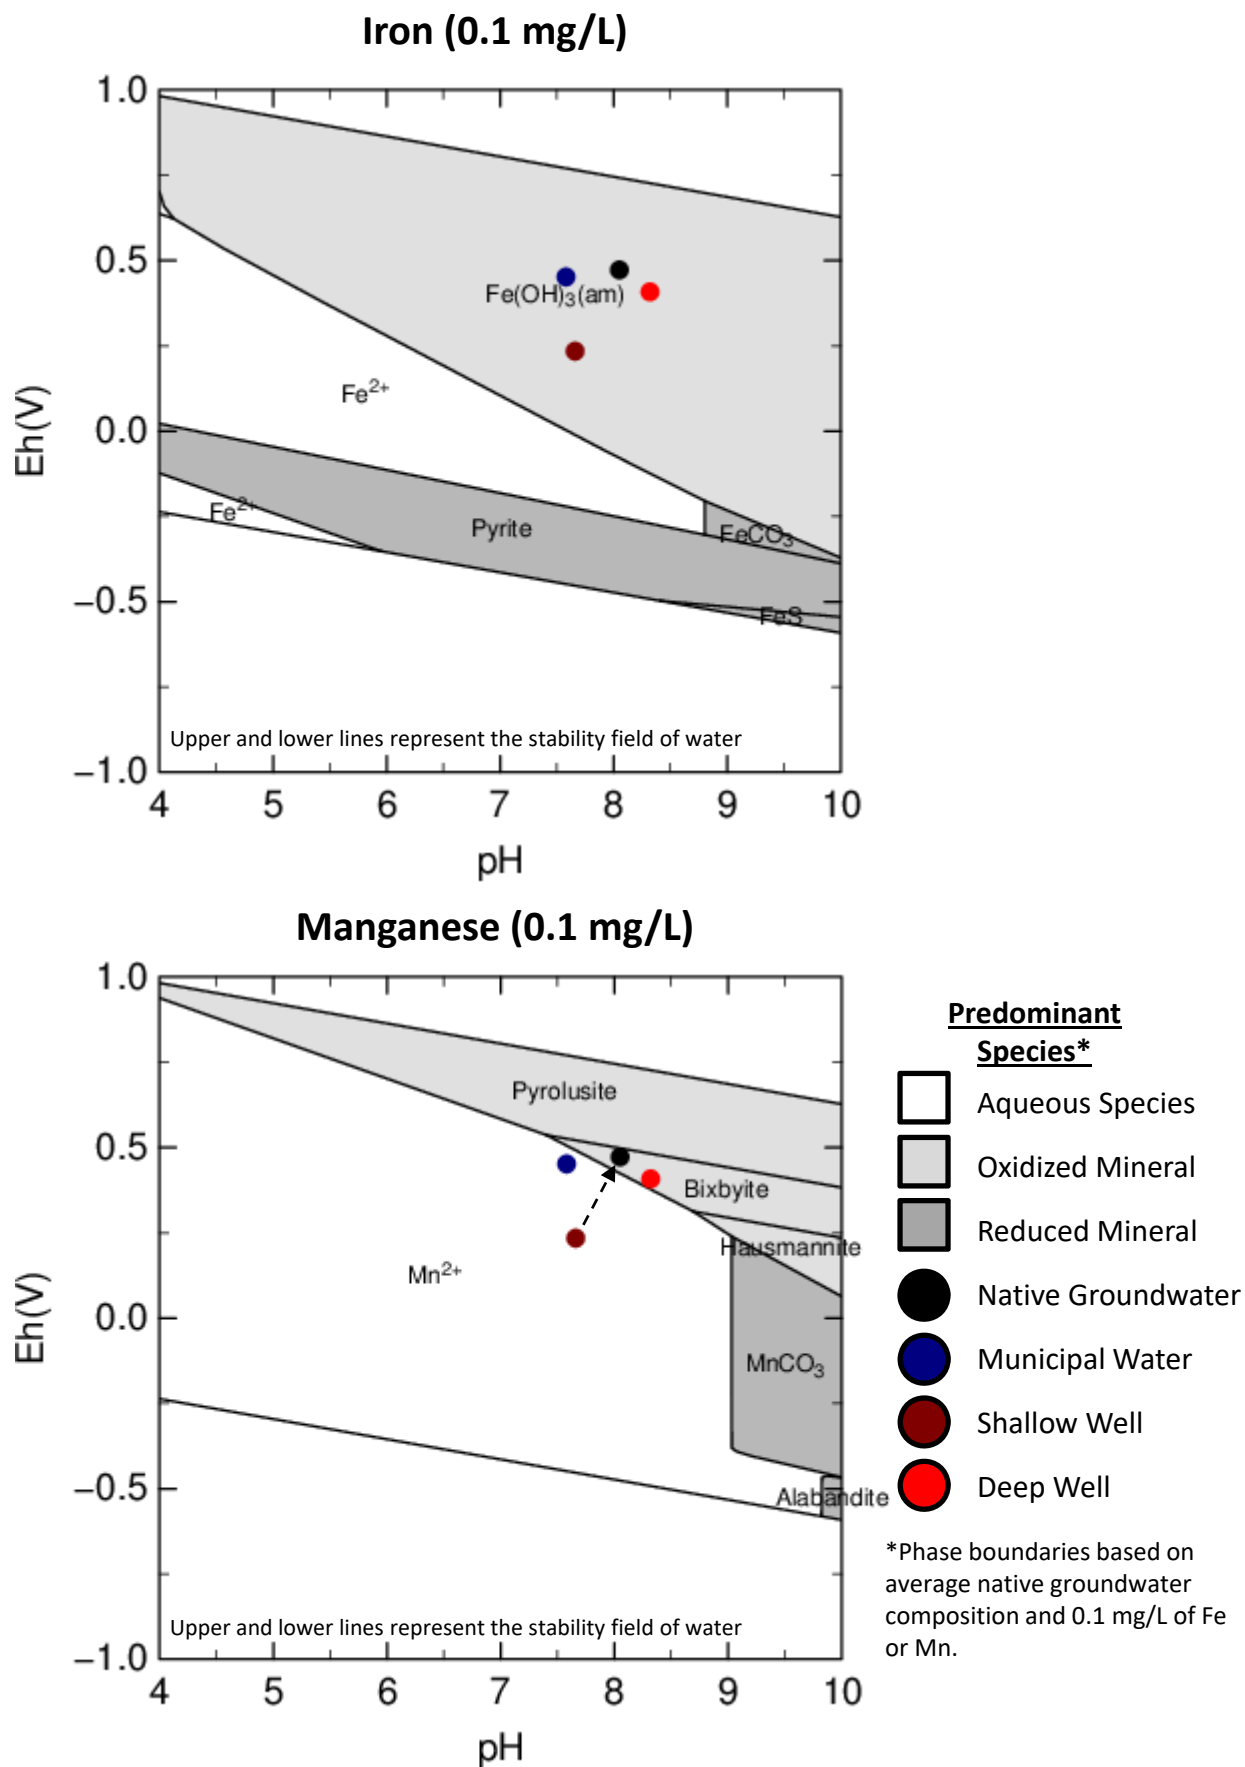 Iron (0.1 mg/L)
1.0
0.5
0.0
−0.5
−1.0
Eh(V)
Fe(OH)₃(am)
Fe²⁺
Fe²⁺
Pyrite
FeCO₃
FeS
Upper and lower lines represent the stability field of water
4 5 6 7 8 9 10
pH
Manganese (0.1 mg/L)
1.0
0.5
0.0
−0.5
−1.0
Eh(V)
Pyrolusite
Bixbyite
Hausmannite
Mn²⁺
MnCO₃
Alabandite
Upper and lower lines represent the stability field of water
4 5 6 7 8 9 10
pH
Predominant
Species*
Aqueous Species
Oxidized Mineral
Reduced Mineral
Native Groundwater
Municipal Water
Shallow Well
Deep Well
*Phase boundaries based on
average native groundwater
composition and 0.1 mg/L of Fe
or Mn.